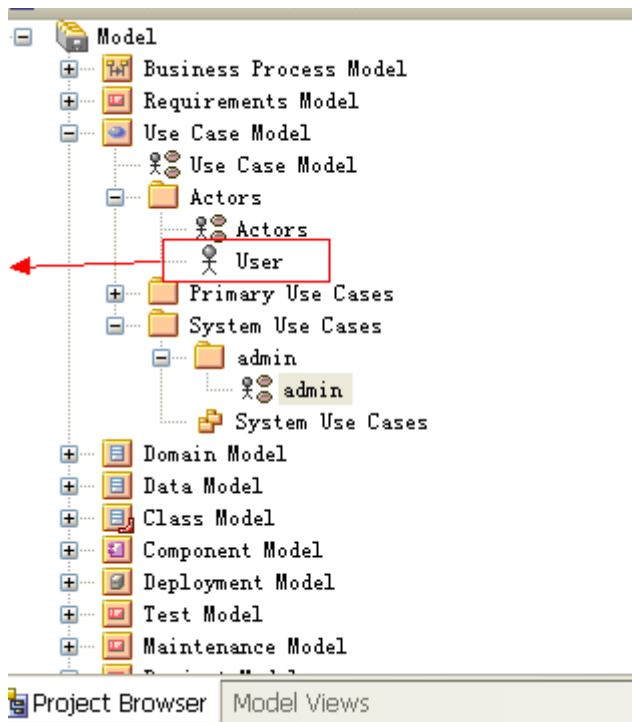 Model
Business Process Model
Requirements Model
Use Case Model
Use Case Model
Actors
Actors
User
Primary Use Cases
System Use Cases
admin
admin
System Use Cases
Domain Model
Data Model
Class Model
Component Model
Deployment Model
Test Model
Maintenance Model
Project Browser Model Views